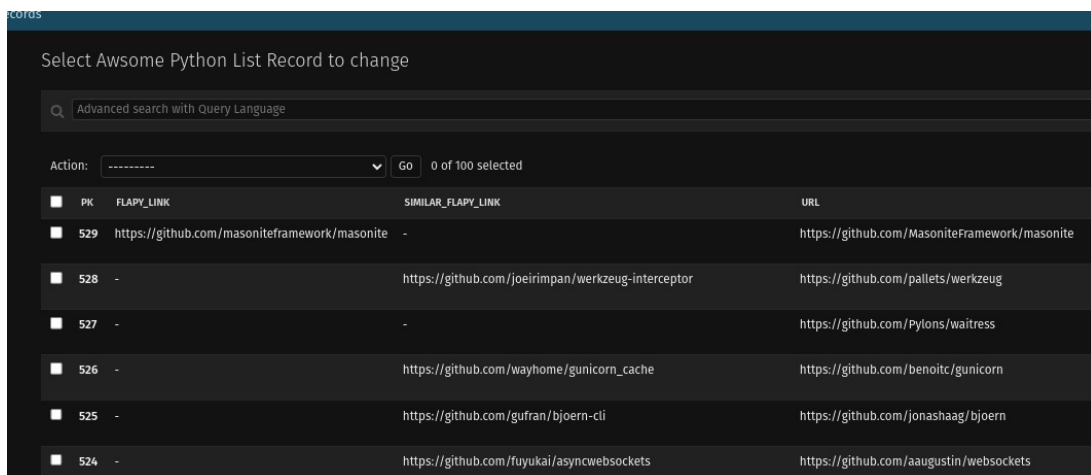 ecords
Select Awsome Python List Record to change
Advanced search with Query Language
Action: --------- Go 0 of 100 selected
PK FLAPY_LINK SIMILAR_FLAPY_LINK URL
529 https://github.com/masoniteframework/masonite - https://github.com/MasoniteFramework/masonite
528 - https://github.com/joeirimpan/werkzeug-interceptor https://github.com/pallets/werkzeug
527 - - https://github.com/Pylons/waitress
526 - https://github.com/wayhome/gunicorn_cache https://github.com/benoitc/gunicorn
525 - https://github.com/gufran/bjoern-cli https://github.com/jonashaag/bjoern
524 - https://github.com/fuyukai/asyncwebsockets https://github.com/aaugustin/websockets